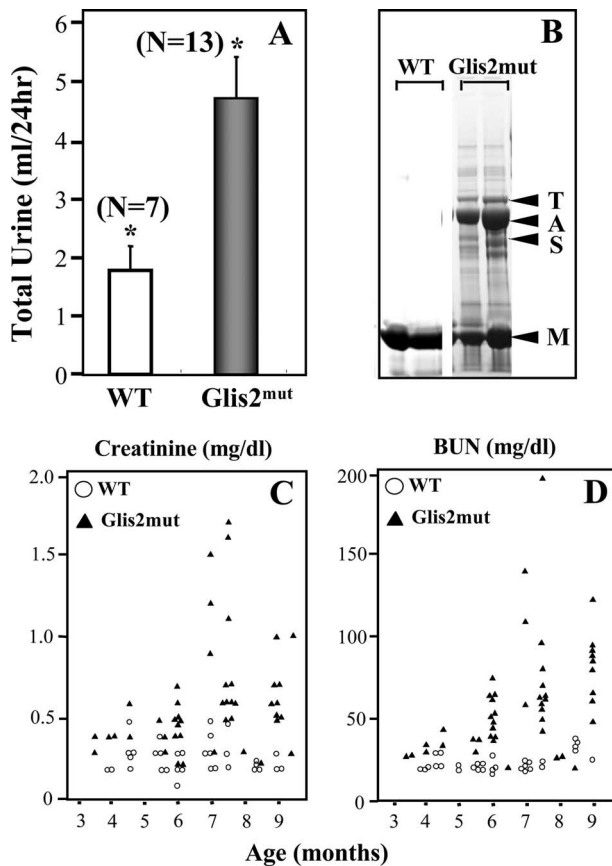 A
Total Urine (ml/24hr)
6
5
4
3
2
1
0
(N=7)
*
(N=13)
*
WT
Glis2mut
B
WT
Glis2mut
T
A
S
M
Creatinine (mg/dl)
C
WT
Glis2mut
2.0
1.5
1.0
0.5
0
3 4 5 6 7 8 9
BUN (mg/dl)
D
WT
Glis2mut
200
150
100
50
0
3 4 5 6 7 8 9
Age (months)